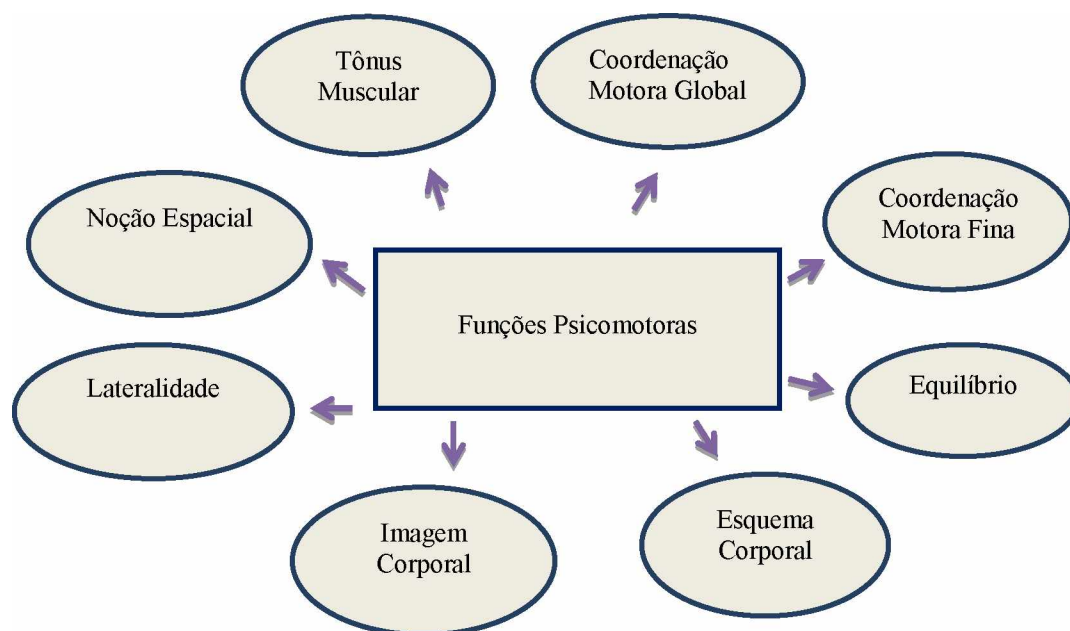 Tônus
Muscular
Coordenação
Motora Global
Noção Espacial
Coordenação
Motora Fina
Funções Psicomotoras
Lateralidade
Equilíbrio
Imagem
Corporal
Esquema
Corporal